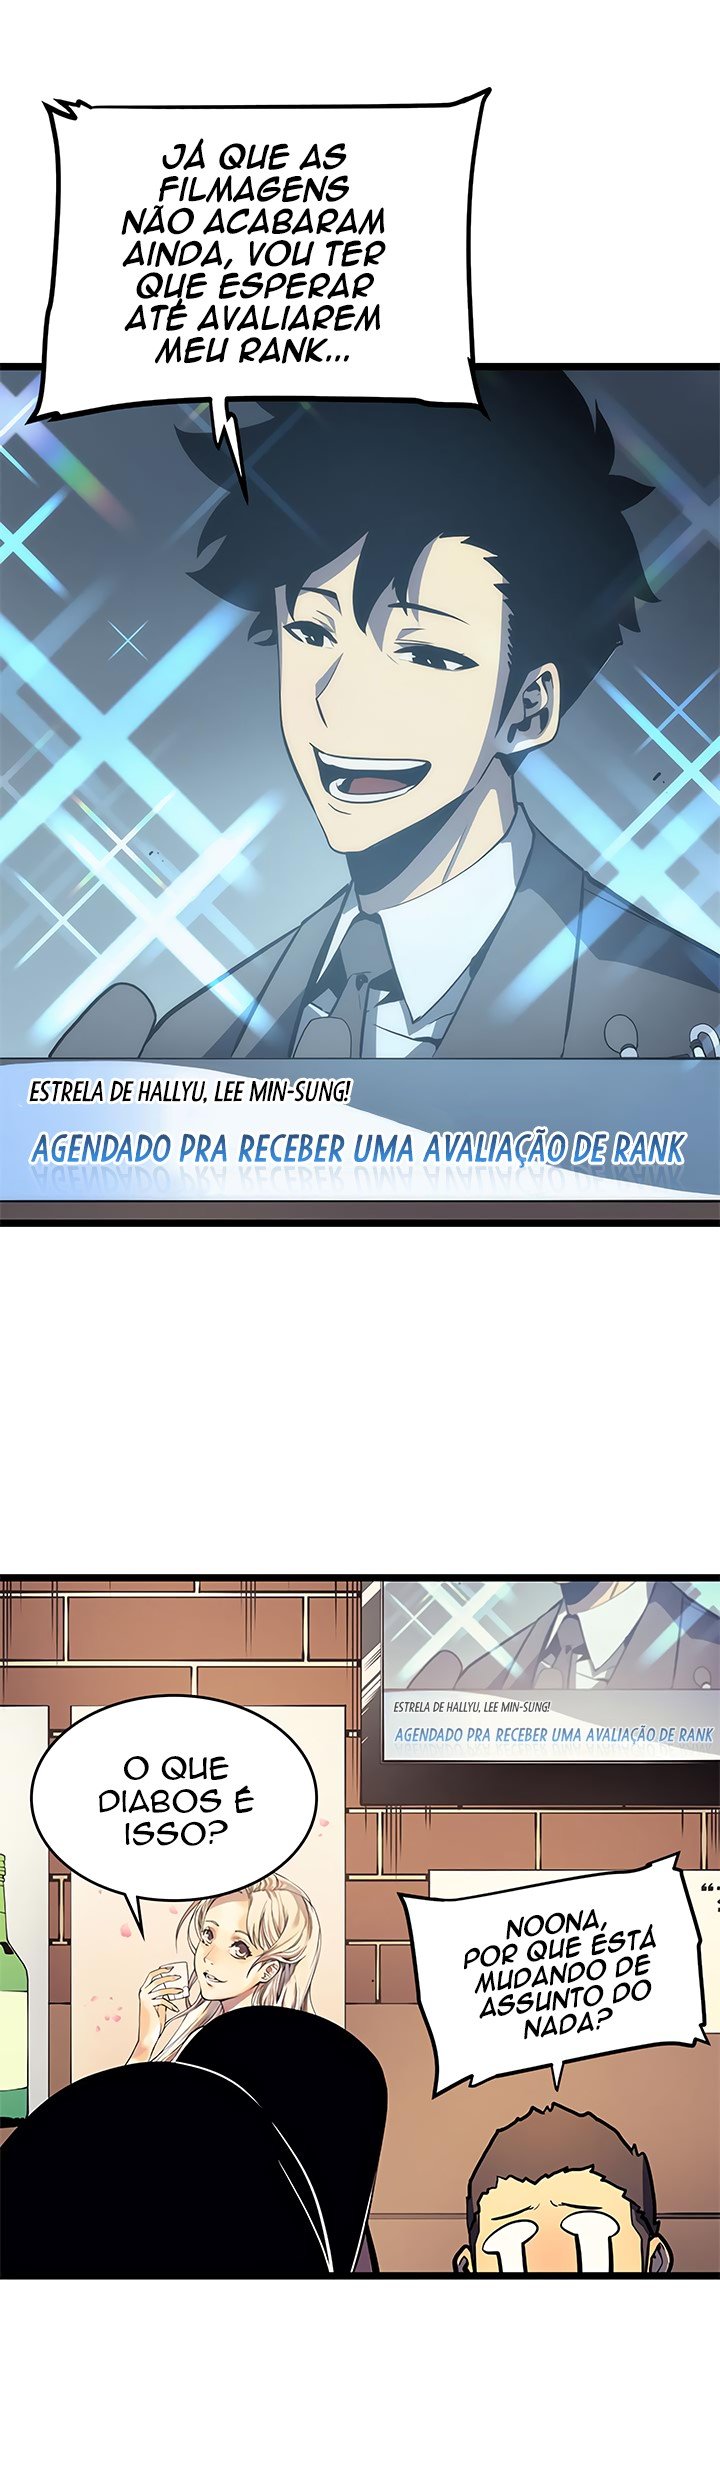 JÁ QUE AS
FILMAGENS
NÃO ACABARAM
AINDA, VOU TER
QUE ESPERAR
ATÉ AVALIAREM
MEU RANK...
ESTRELA DE HALLYU, LEE MIN-SUNG!
AGENDADO PRA RECEBER UMA AVALIAÇÃO DE RANK
ESTRELA DE HALLYU, LEE MIN-SUNG!
AGENDADO PRA RECEBER UMA AVALIAÇÃO DE RANK
O QUE
DIABOS É
ISSO?
NOONA,
POR QUE ESTÁ
MUDANDO DE
ASSUNTO DO
NADA?